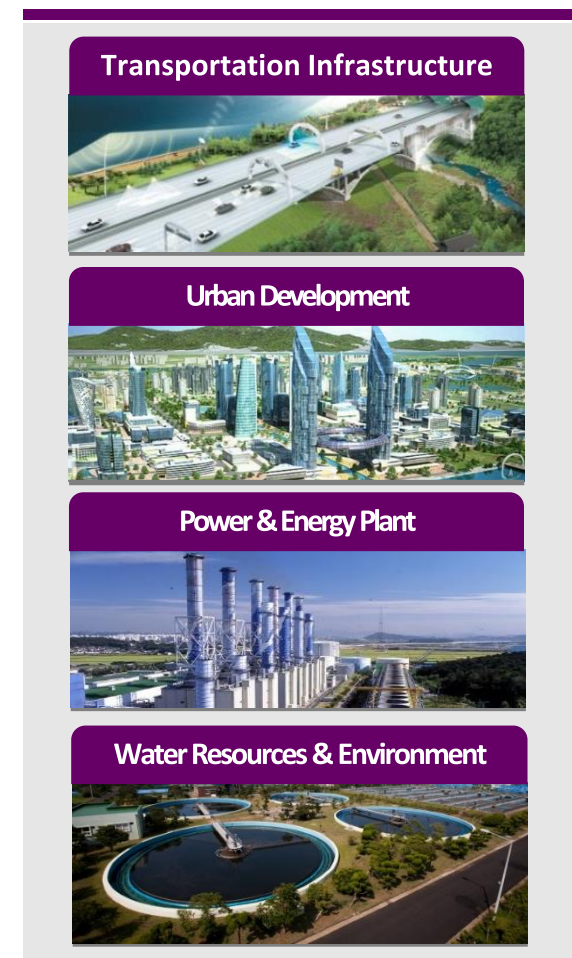 Transportation Infrastructure
Urban Development
Power & Energy Plant
Water Resources & Environment